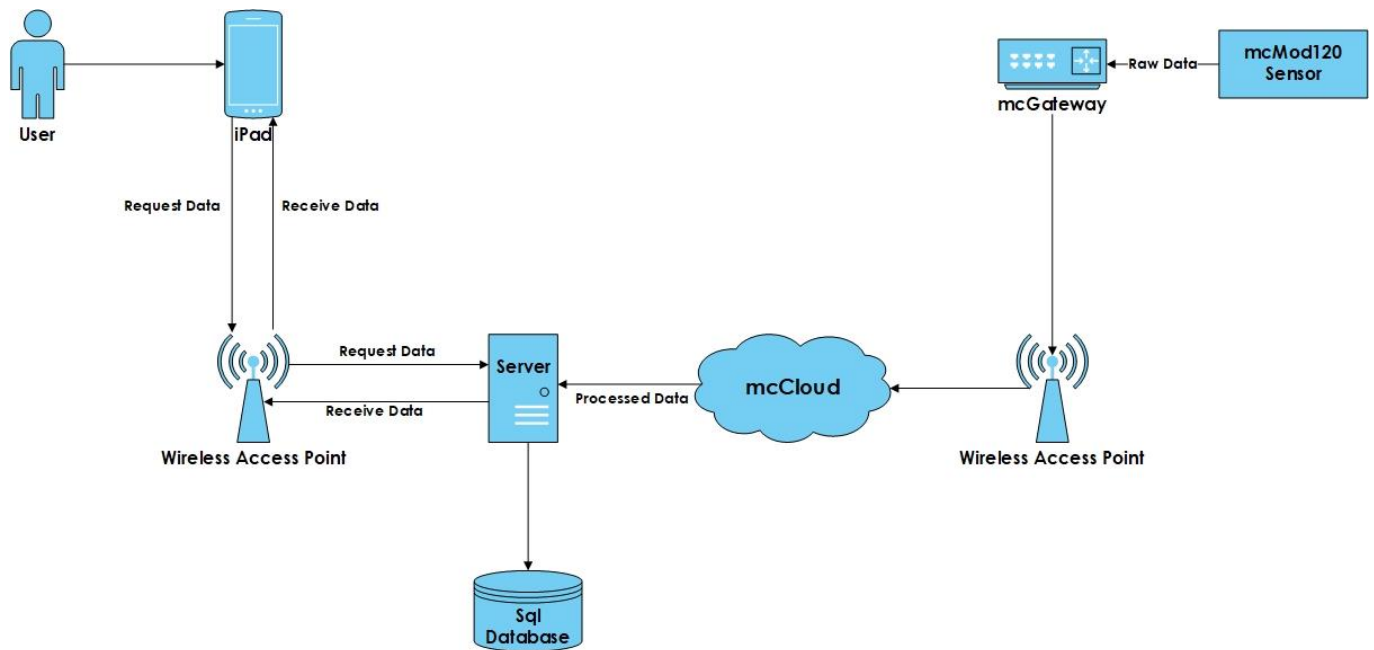 mcMod120
Sensor
Raw Data
mcGateway
User
iPad
Request Data
Receive Data
Request Data
Server
Receive Data
Processed Data
mcCloud
Wireless Access Point
Wireless Access Point
Sql
Database